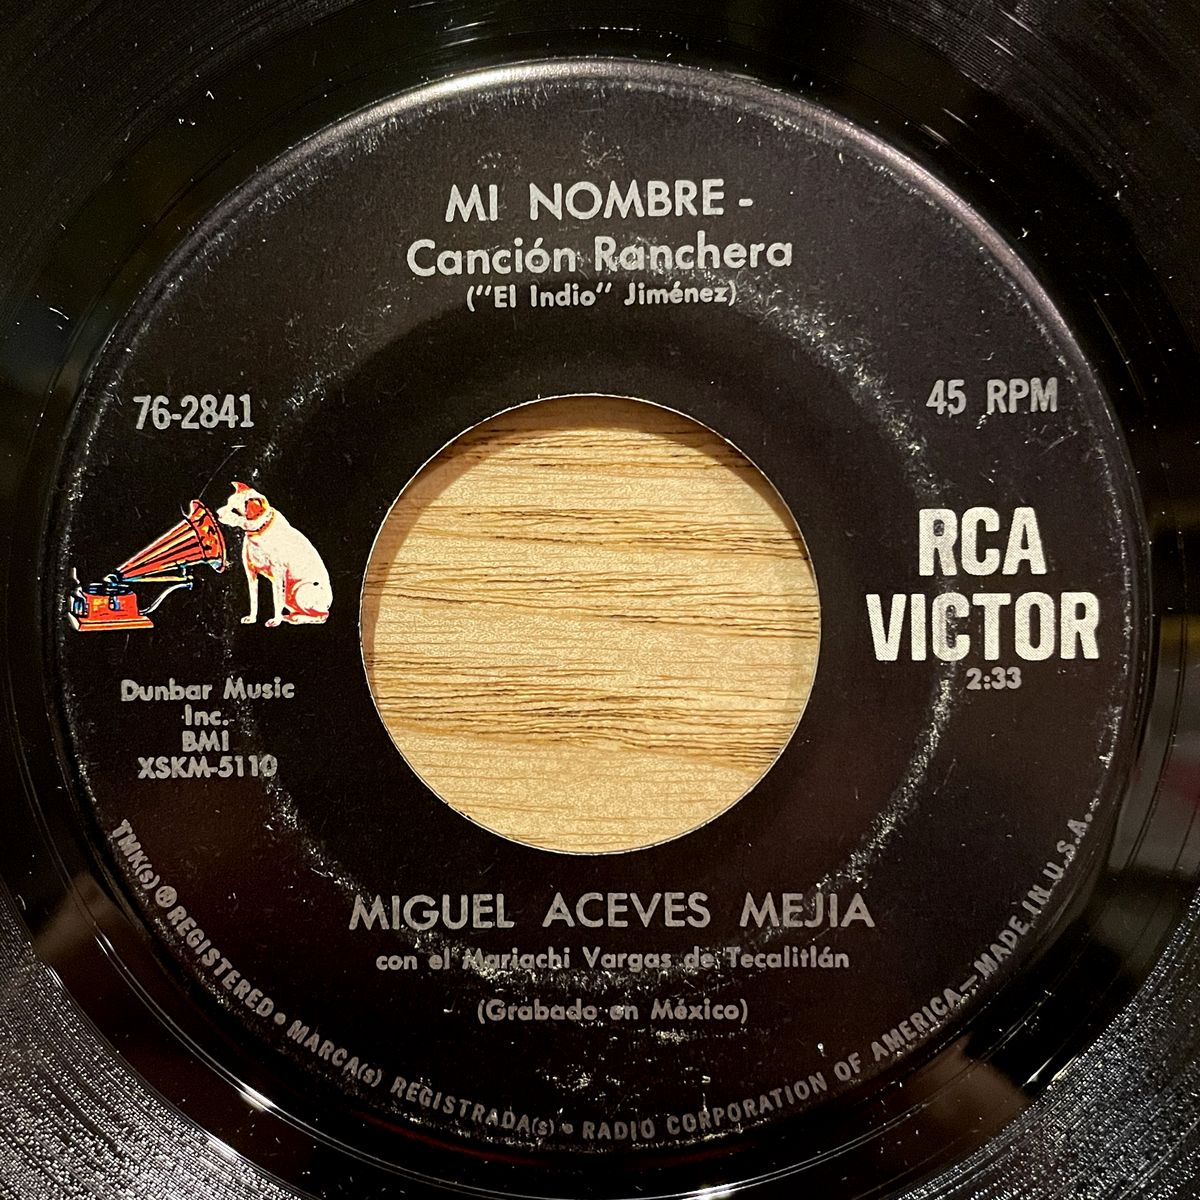 MI NOMBRE -
Canción Ranchera
("El Indio" Jiménez)
76-2841
45 RPM
RCA
VICTOR
2:33
Dunbar Music
Inc.
BMI
XSKM-5110
MIGUEL ACEVES MEJIA
con el Mariachi Vargas de Tecalitlán
(Grabado en México)
TMK(s) ® REGISTERED • MARCA(s) REGISTRADA(s) • RADIO CORPORATION OF AMERICA—MADE IN U.S.A.